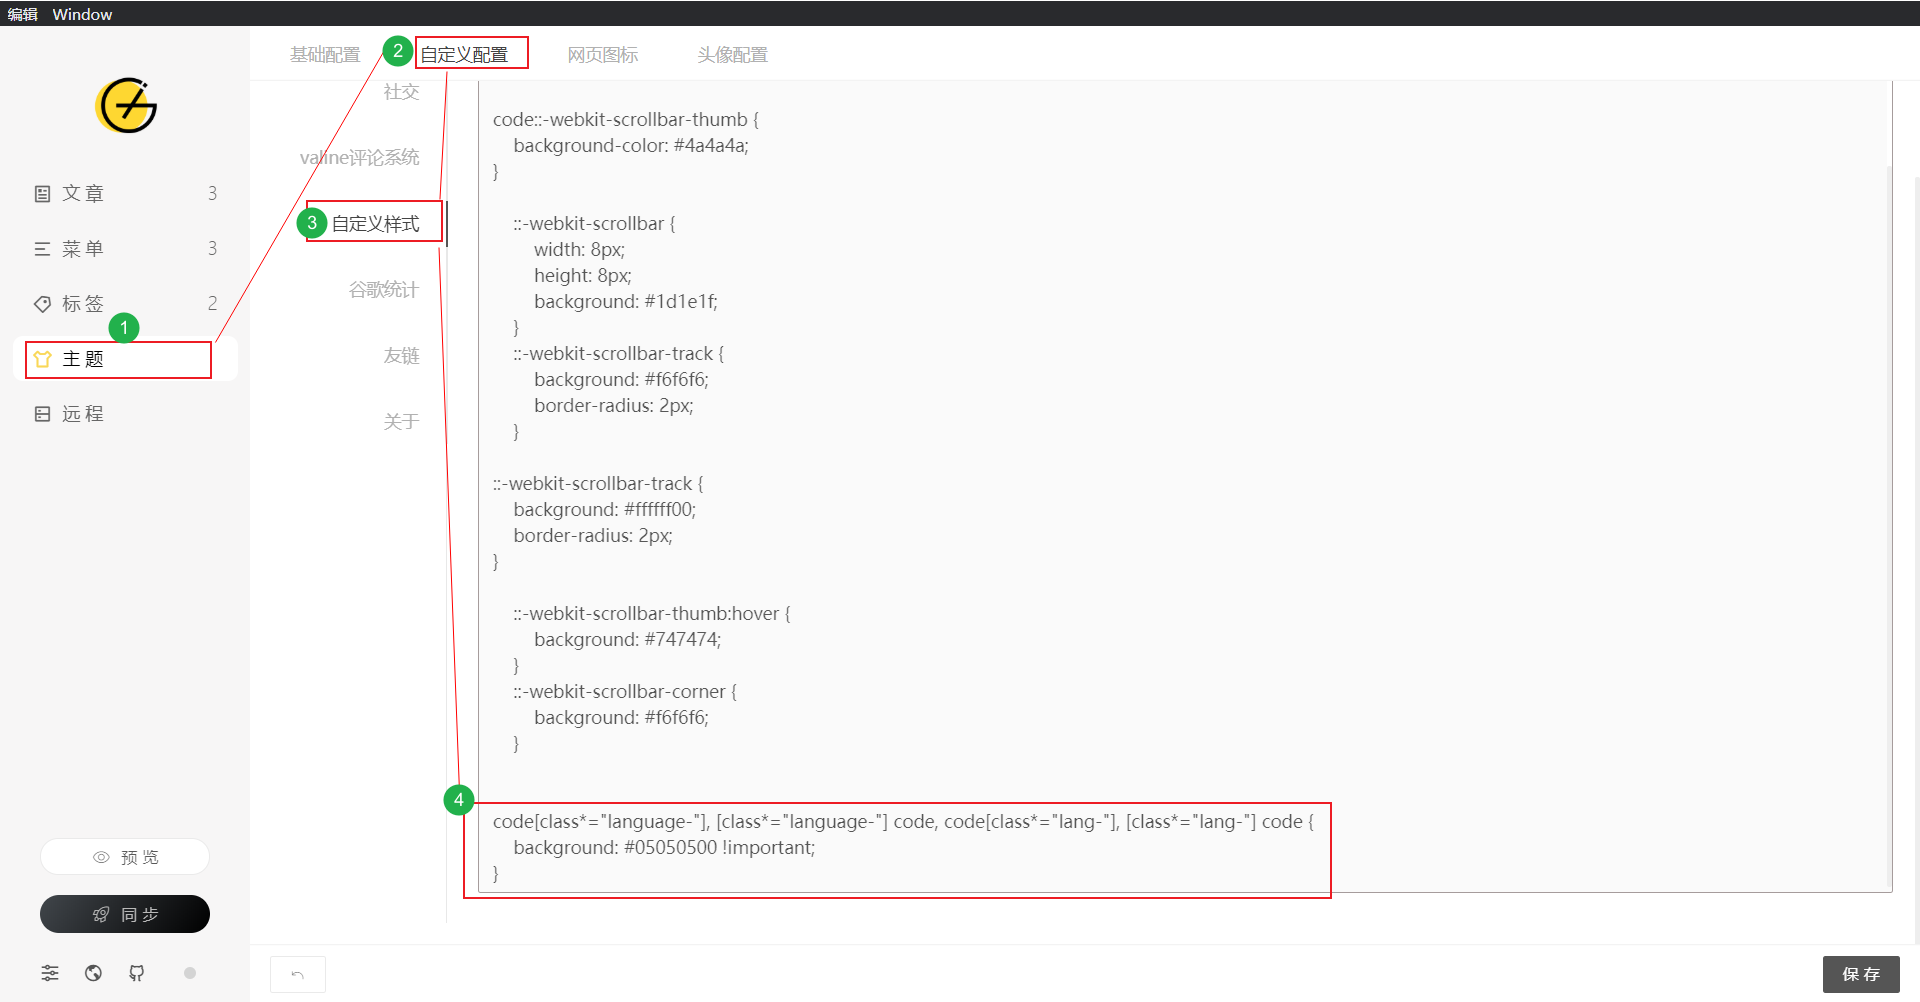 编辑 Window
基础配置
2
自定义配置
网页图标
头像配置
文章 3
菜单 3
标签 2
1
主题
远程
预览
同步
社交
valine评论系统
3
自定义样式
谷歌统计
友链
关于
code::-webkit-scrollbar-thumb {
background-color: #4a4a4a;
}
::-webkit-scrollbar {
width: 8px;
height: 8px;
background: #1d1e1f;
}
::-webkit-scrollbar-track {
background: #f6f6f6;
border-radius: 2px;
}
::-webkit-scrollbar-track {
background: #ffffff00;
border-radius: 2px;
}
::-webkit-scrollbar-thumb:hover {
background: #747474;
}
::-webkit-scrollbar-corner {
background: #f6f6f6;
}
4
code[class*="language-"], [class*="language-"] code, code[class*="lang-"], [class*="lang-"] code {
background: #05050500 !important;
}
保存